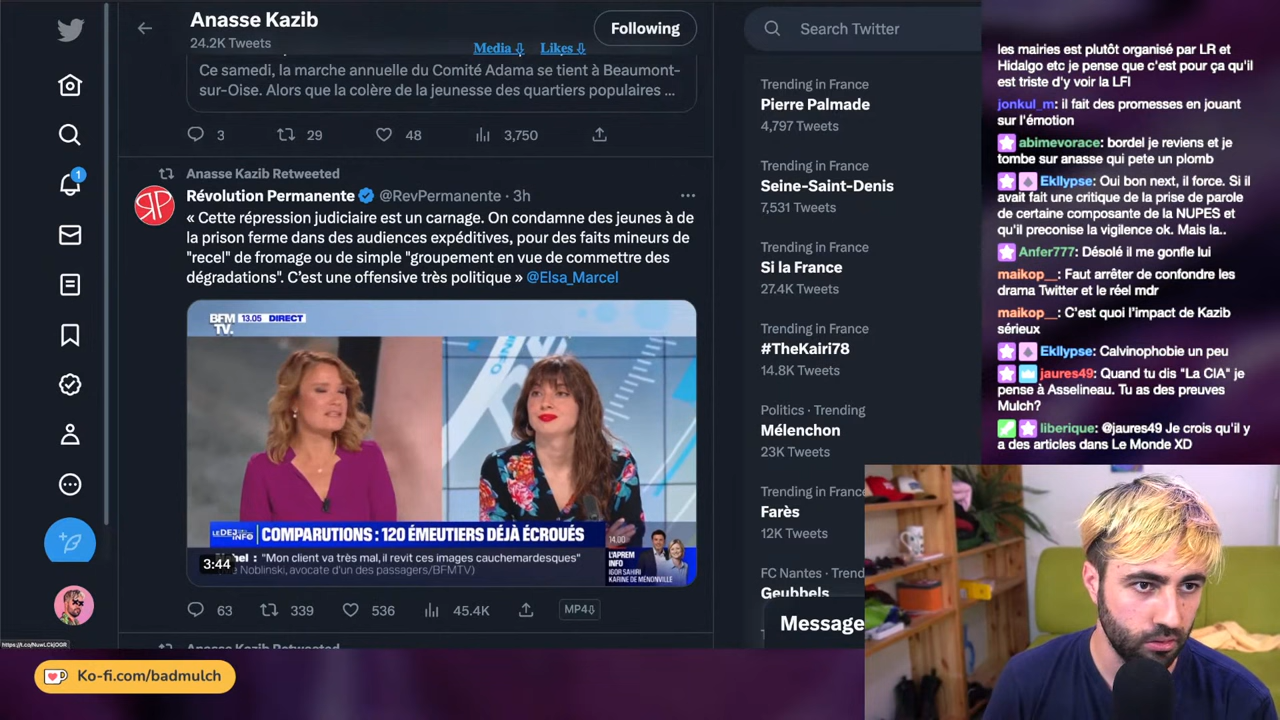 Anasse Kazib
24.2K Tweets
Following
Media ⇩ Likes ⇩
Ce samedi, la marche annuelle du Comité Adama se tient à Beaumont-
sur-Oise. Alors que la colère de la jeunesse des quartiers populaires ...
3 29 48 3,750
Anasse Kazib Retweeted
Révolution Permanente @RevPermanente · 3h
« Cette répression judiciaire est un carnage. On condamne des jeunes à de
la prison ferme dans des audiences expéditives, pour des faits mineurs de
"recel" de fromage ou de simple "groupement en vue de commettre des
dégradations". C'est une offensive très politique » @Elsa_Marcel
BFM
TV.
13.05 DIRECT
COMPARUTIONS : 120 ÉMEUTIERS DÉJÀ ÉCROUÉS
"Mon client va très mal, il revit ces images cauchemardesques"
Noblinski, avocate d'un des passagers/BFMTV)
14.00
L'APREM
INFO
IGOR SAHIRI
KARINE DE MÉNONVILLE
3:44
63 339 536 45.4K MP4⇩
Anasse Kazib Retweeted
1
Search Twitter
Trending in France
Pierre Palmade
4,797 Tweets
Trending in France
Seine-Saint-Denis
7,531 Tweets
Trending in France
Si la France
27.4K Tweets
Trending in France
#TheKairi78
14.8K Tweets
Politics · Trending
Mélenchon
23K Tweets
Trending in France
Farès
12K Tweets
FC Nantes · Trend
Geubbels
Message
les mairies est plutôt organisé par LR et
Hidalgo etc je pense que c'est pour ça qu'il
est triste d'y voir la LFI
jonkul_m: il fait des promesses en jouant
sur l'émotion
abimevorace: bordel je reviens et je
tombe sur anasse qui pete un plomb
Ekllypse: Oui bon next, il force. Si il
avait fait une critique de la prise de parole
de certaine composante de la NUPES et
qu'il preconise la vigilence ok. Mais la..
Anfer777: Désolé il me gonfle lui
maikop__: Faut arrêter de confondre les
drama Twitter et le réel mdr
maikop__: C'est quoi l'impact de Kazib
sérieux
Ekllypse: Calvinophobie un peu
jaures49: Quand tu dis "La CIA" je
pense à Asselineau. Tu as des preuves
Mulch?
liberique: @jaures49 Je crois qu'il y
a des articles dans Le Monde XD
Ko-fi.com/badmulch